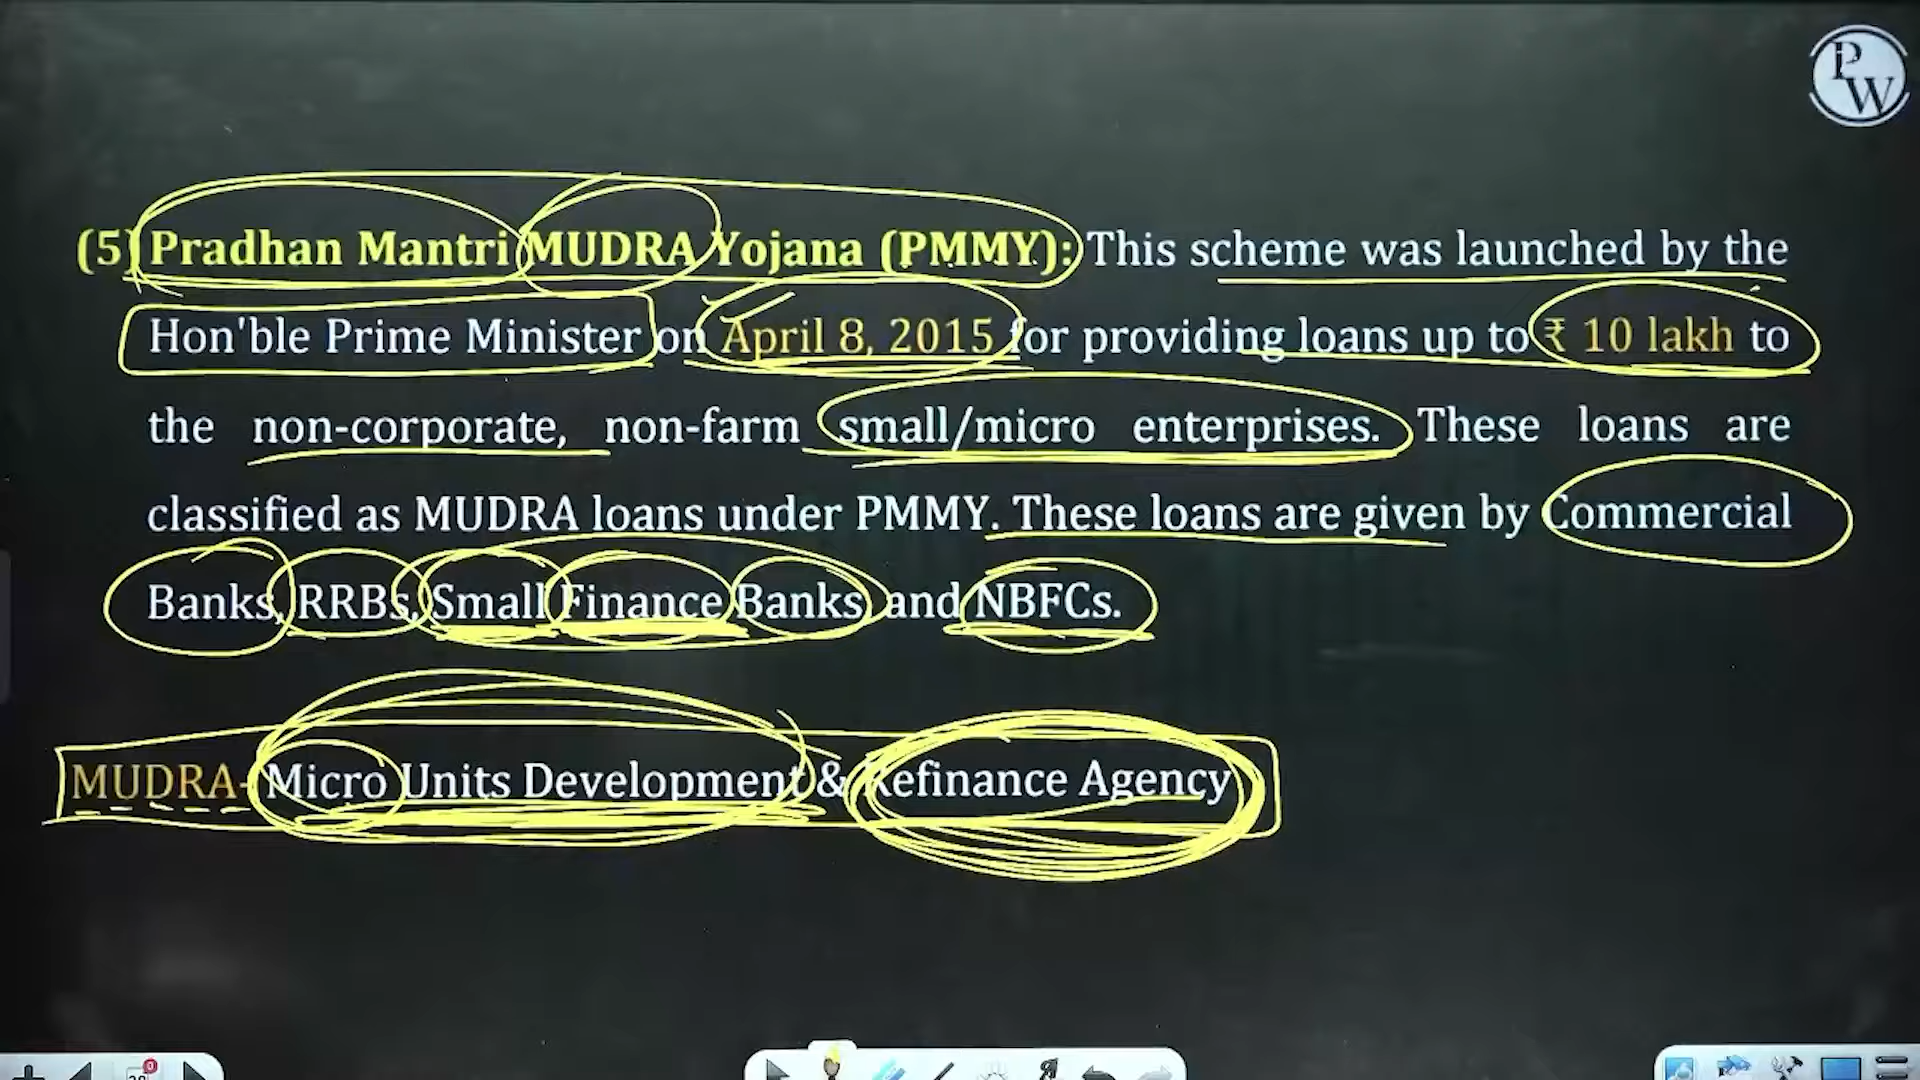 PW
(5) Pradhan Mantri MUDRA Yojana (PMMY): This scheme was launched by the
Hon'ble Prime Minister on April 8, 2015 for providing loans up to ₹ 10 lakh to
the non-corporate, non-farm small/micro enterprises. These loans are
classified as MUDRA loans under PMMY. These loans are given by Commercial
Banks, RRBs, Small Finance Banks and NBFCs.
MUDRA- Micro Units Development & Refinance Agency